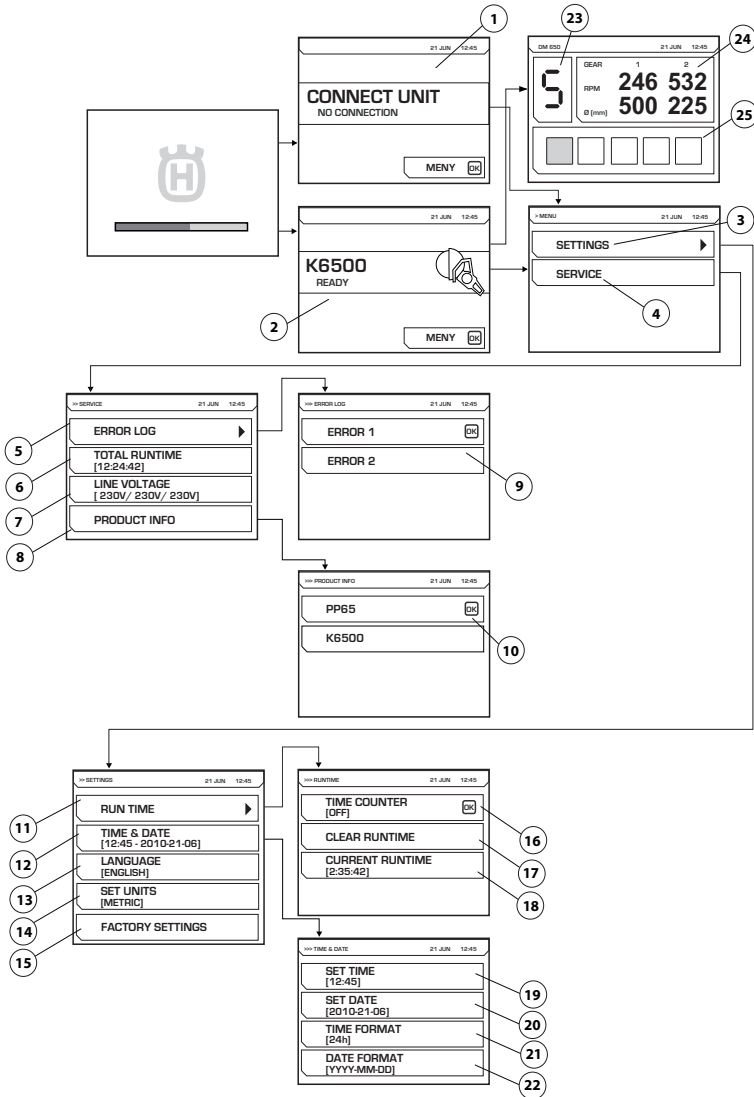 1
21 JUN 12:45
CONNECT UNIT
NO CONNECTION
MENY OK
23
24
25
DM 650 21 JUN 12:45
GEAR 1 2
RPM 246 532
Ø (mm) 500 225
5
H
21 JUN 12:45
K6500
READY
MENY OK
2
> MENU 21 JUN 12:45
SETTINGS
SERVICE
3
4
>> SERVICE 21 JUN 12:45
ERROR LOG
TOTAL RUNTIME
[12:24:42]
LINE VOLTAGE
[ 230V/ 230V/ 230V]
PRODUCT INFO
5
6
7
8
>>> ERROR LOG 21 JUN 12:45
ERROR 1 OK
ERROR 2
9
>>> PRODUCT INFO 21 JUN 12:45
PP65 OK
K6500
10
>> SETTINGS 21 JUN 12:45
RUN TIME
TIME & DATE
[12:45 - 2010-21-06]
LANGUAGE
[ENGLISH]
SET UNITS
[METRIC]
FACTORY SETTINGS
11
12
13
14
15
>>> RUNTIME 21 JUN 12:45
TIME COUNTER
[OFF]
OK
CLEAR RUNTIME
CURRENT RUNTIME
[2:35:42]
16
17
18
>>> TIME & DATE 21 JUN 12:45
SET TIME
[12:45]
SET DATE
[2010-21-06]
TIME FORMAT
[24h]
DATE FORMAT
[YYYY-MM-DD]
19
20
21
22